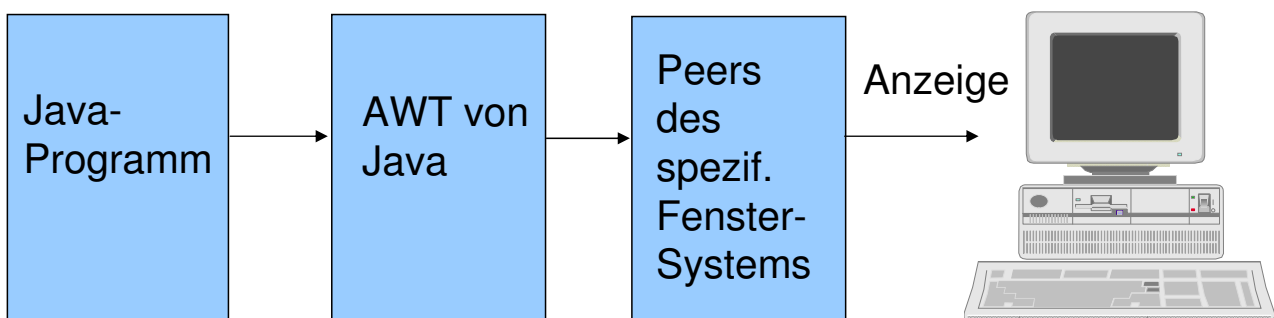 Java-
Programm
AWT von
Java
Peers
des
spezif.
Fenster-
Systems
Anzeige